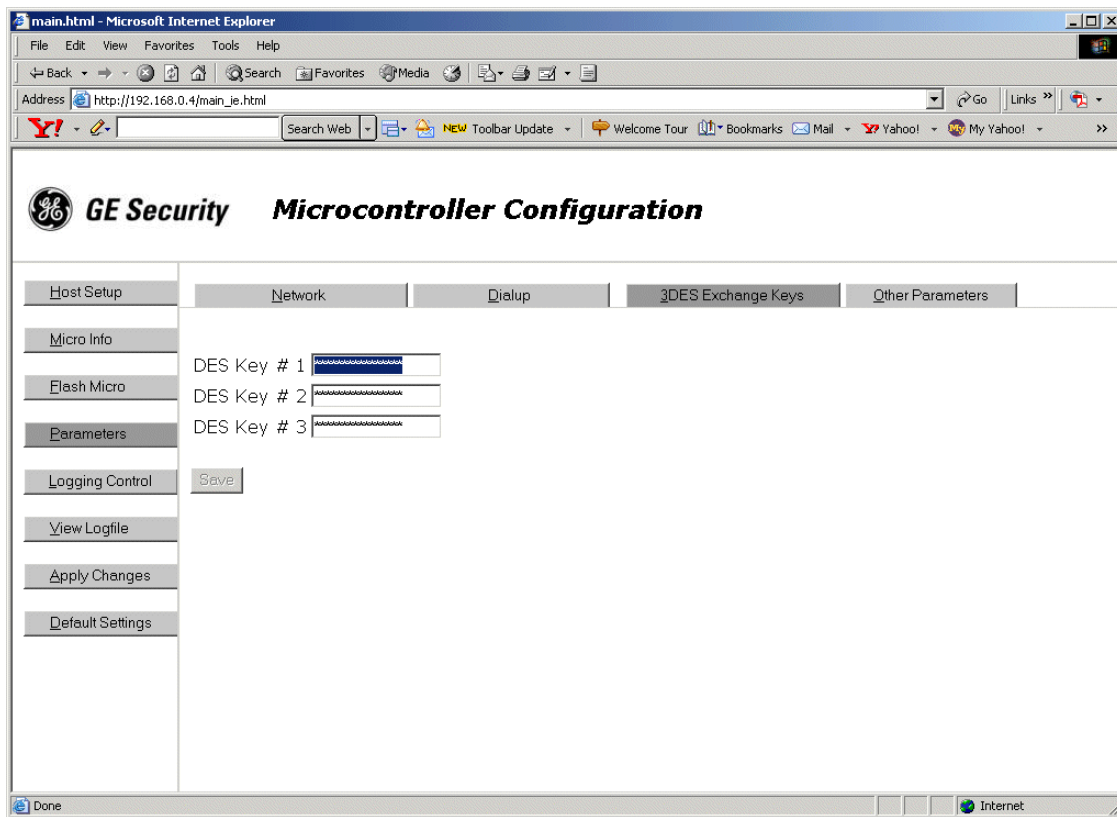 main.html - Microsoft Internet Explorer
File Edit View Favorites Tools Help
Back Search Favorites Media
Address http://192.168.0.4/main_ie.html Go Links »
Y! Search Web NEW Toolbar Update Welcome Tour Bookmarks Mail Y? Yahoo! My My Yahoo! »
GE GE Security Microcontroller Configuration
Host Setup
Network Dialup 3DES Exchange Keys Other Parameters
Micro Info
DES Key # 1 ****************
Flash Micro
DES Key # 2 ****************
DES Key # 3 ****************
Parameters
Logging Control
Save
View Logfile
Apply Changes
Default Settings
Done Internet